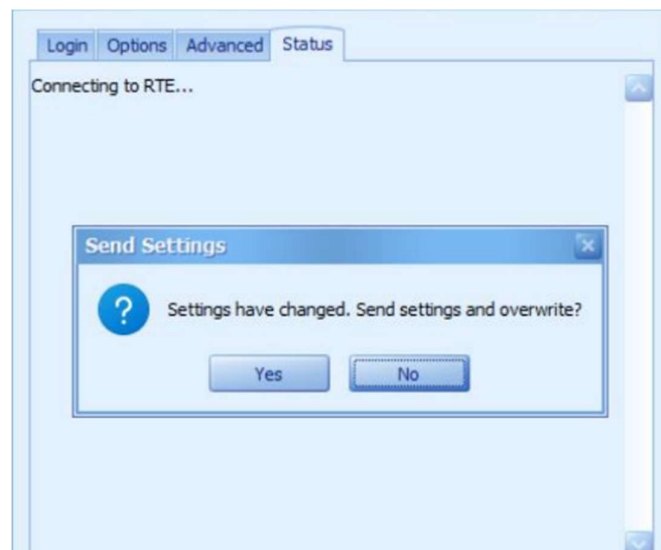 Login Options Advanced Status
Connecting to RTE...
Send Settings
Settings have changed. Send settings and overwrite?
Yes No